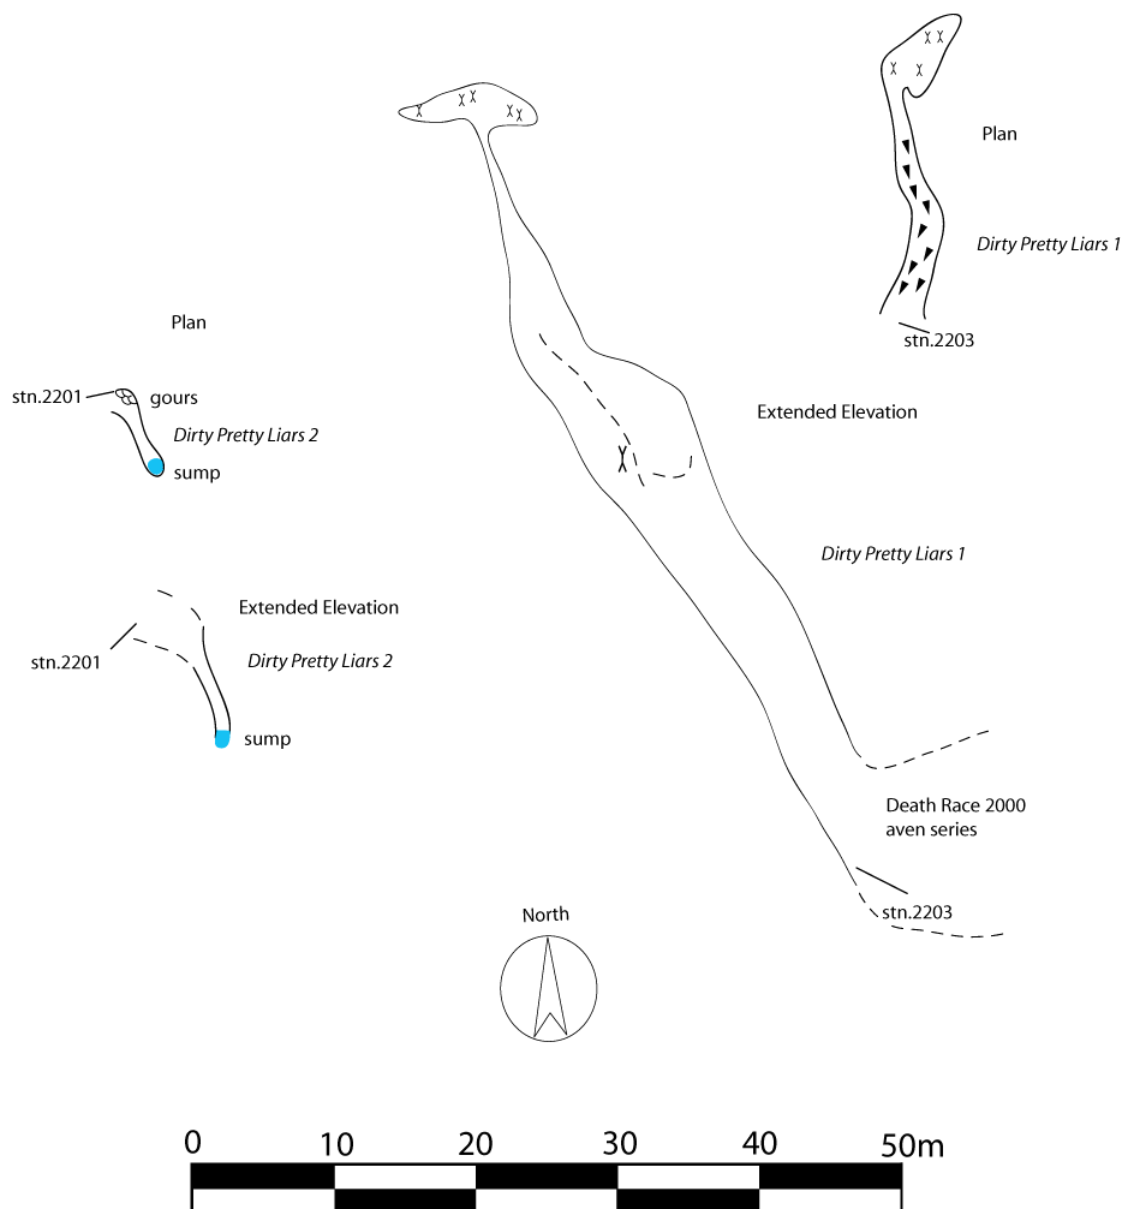 Plan
Dirty Pretty Liars 1
stn.2203
Plan
stn.2201
gours
Dirty Pretty Liars 2
sump
Extended Elevation
Dirty Pretty Liars 1
Extended Elevation
stn.2201
Dirty Pretty Liars 2
sump
Death Race 2000
aven series
stn.2203
North
0 10 20 30 40 50m